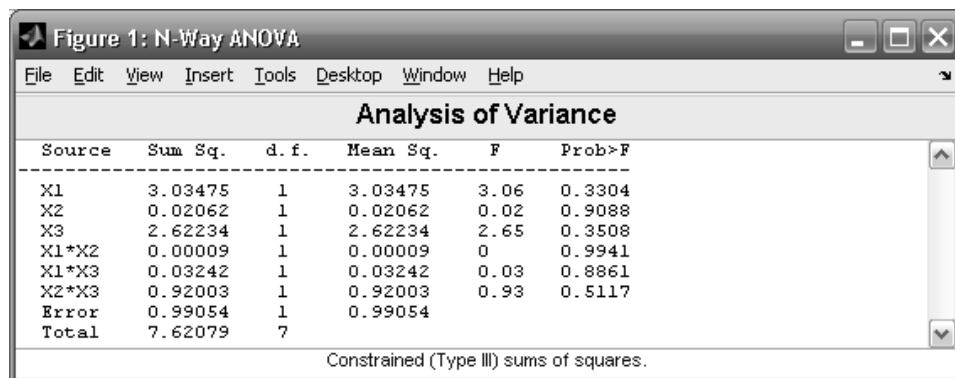 Figure 1: N-Way ANOVA
File Edit View Insert Tools Desktop Window Help
Analysis of Variance
Source Sum Sq. d.f. Mean Sq. F Prob>F
X1 3.03475 1 3.03475 3.06 0.3304
X2 0.02062 1 0.02062 0.02 0.9088
X3 2.62234 1 2.62234 2.65 0.3508
X1*X2 0.00009 1 0.00009 0 0.9941
X1*X3 0.03242 1 0.03242 0.03 0.8861
X2*X3 0.92003 1 0.92003 0.93 0.5117
Error 0.99054 1 0.99054
Total 7.62079 7
Constrained (Type III) sums of squares.